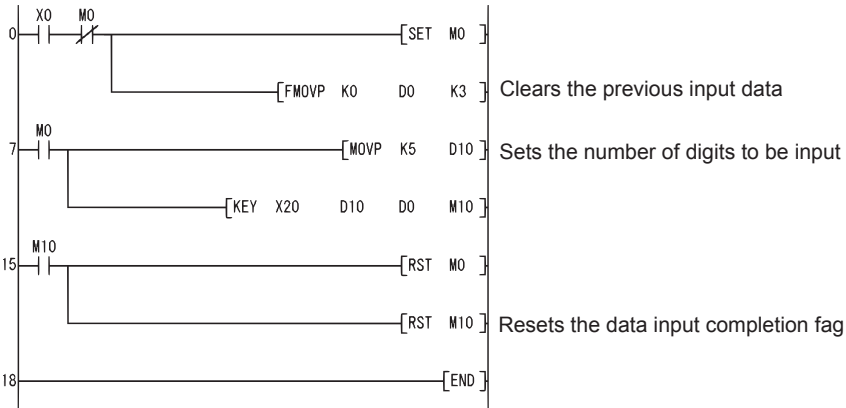 X0 M0
0 [SET M0 ]
[FMOVP K0 D0 K3 ] Clears the previous input data
M0
7 [MOVP K5 D10 ] Sets the number of digits to be input
[KEY X20 D10 D0 M10 ]
M10
15 [RST M0 ]
[RST M10 ] Resets the data input completion fag
18 [END ]